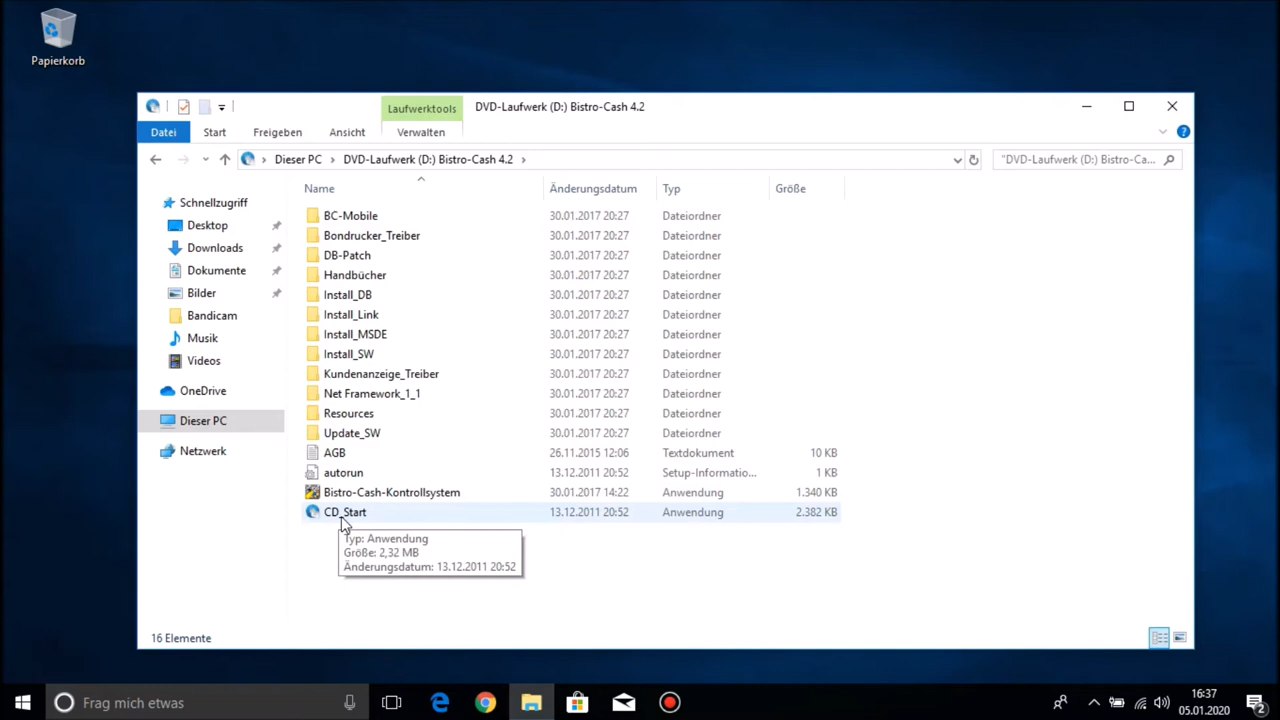 Papierkorb
Laufwerktools
DVD-Laufwerk (D:) Bistro-Cash 4.2
Datei Start Freigeben Ansicht Verwalten
Dieser PC DVD-Laufwerk (D:) Bistro-Cash 4.2
"DVD-Laufwerk (D:) Bistro-Ca...
Schnellzugriff
Desktop
Downloads
Dokumente
Bilder
Bandicam
Musik
Videos
OneDrive
Dieser PC
Netzwerk
Name Änderungsdatum Typ Größe
BC-Mobile 30.01.2017 20:27 Dateiordner
Bondrucker_Treiber 30.01.2017 20:27 Dateiordner
DB-Patch 30.01.2017 20:27 Dateiordner
Handbücher 30.01.2017 20:27 Dateiordner
Install_DB 30.01.2017 20:27 Dateiordner
Install_Link 30.01.2017 20:27 Dateiordner
Install_MSDE 30.01.2017 20:27 Dateiordner
Install_SW 30.01.2017 20:27 Dateiordner
Kundenanzeige_Treiber 30.01.2017 20:27 Dateiordner
Net Framework_1_1 30.01.2017 20:27 Dateiordner
Resources 30.01.2017 20:27 Dateiordner
Update_SW 30.01.2017 20:27 Dateiordner
AGB 26.11.2015 12:06 Textdokument 10 KB
autorun 13.12.2011 20:52 Setup-Informatio... 1 KB
Bistro-Cash-Kontrollsystem 30.01.2017 14:22 Anwendung 1.340 KB
CD_Start 13.12.2011 20:52 Anwendung 2.382 KB
Typ: Anwendung
Größe: 2,32 MB
Änderungsdatum: 13.12.2011 20:52
16 Elemente
Frag mich etwas
16:37
05.01.2020
2